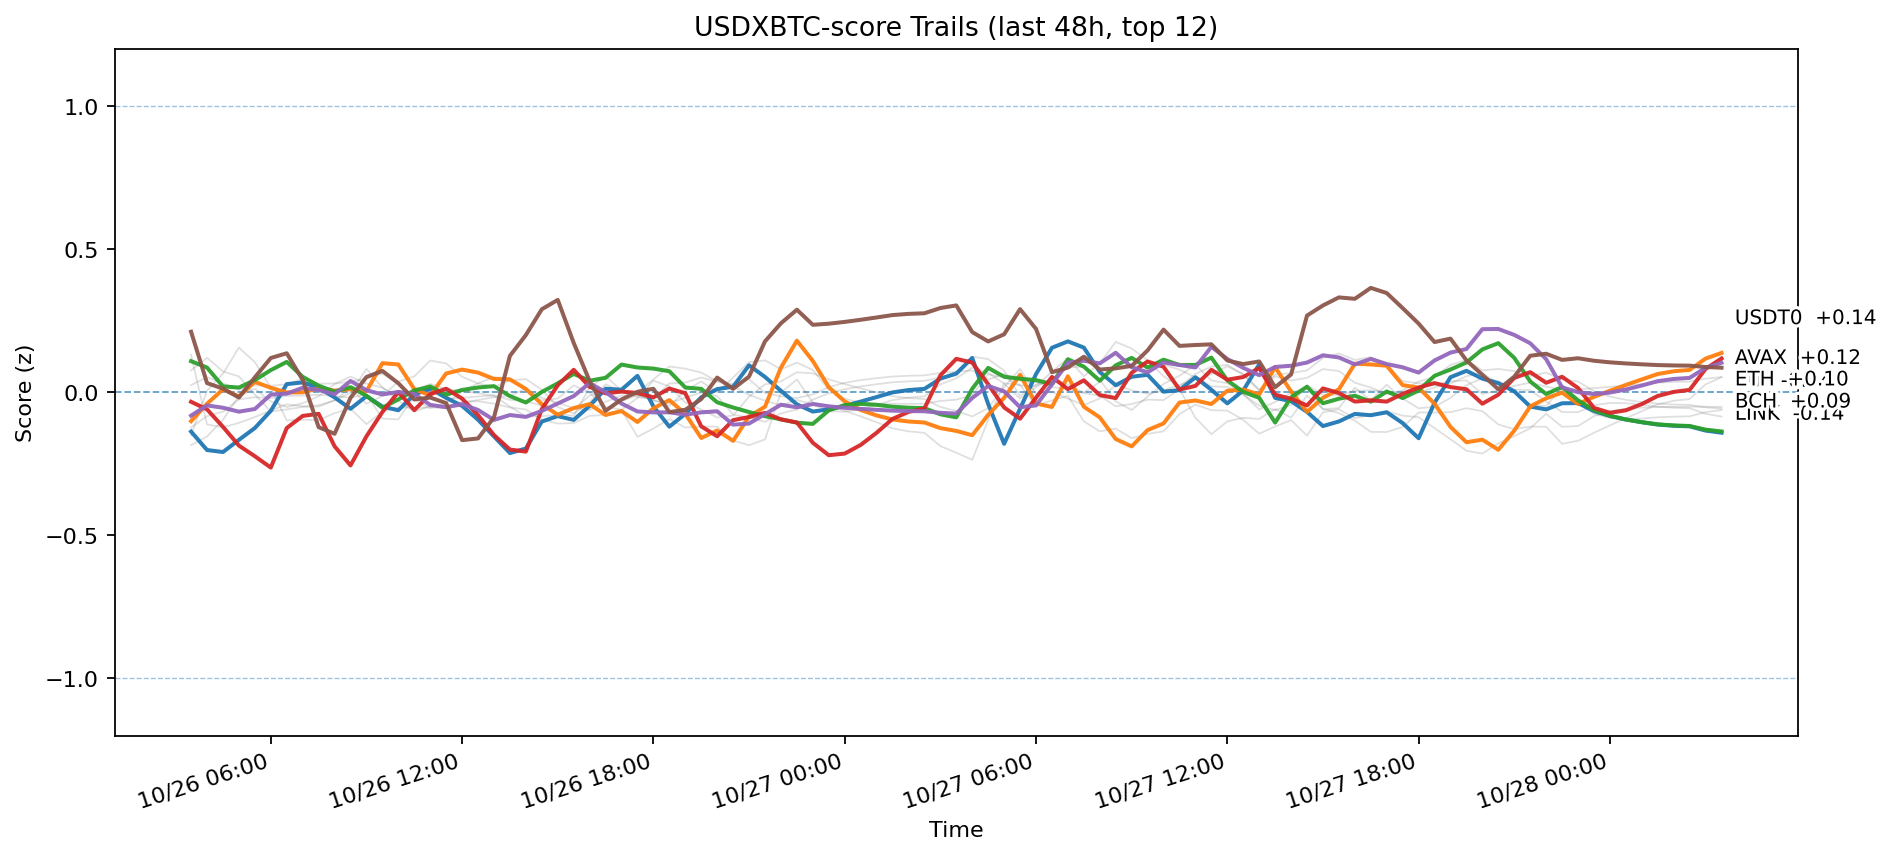 USDXBTC-score Trails (last 48h, top 12)
Score (z)
1.0
0.5
0.0
−0.5
−1.0
USDT0 +0.14
AVAX +0.12
ETH +0.10
BCH +0.09
LINK -0.14
10/26 06:00
10/26 12:00
10/26 18:00
10/27 00:00
10/27 06:00
10/27 12:00
10/27 18:00
10/28 00:00
Time